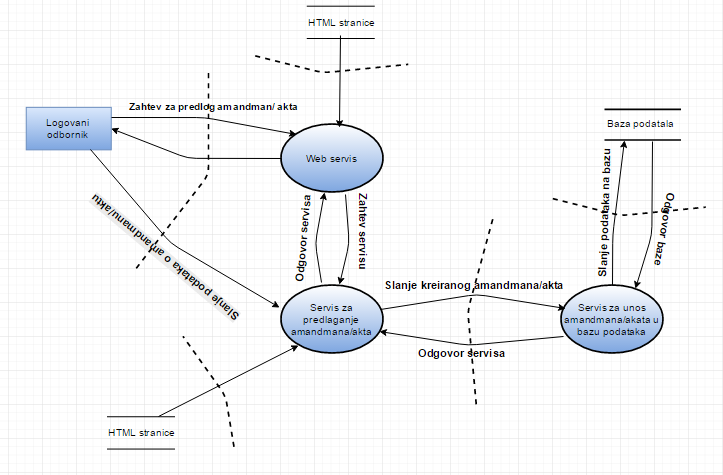 HTML stranice
Zahtev za predlog amandman/ akta
Logovani
odbornik
Web servis
Baza podatala
Slanje podataka o amandmanu/aktu
Odgovor servisa
Zahtev servisu
Slanje podataka na bazu
Odgovor baze
Slanje kreiranog amandmana/akta
Servis za
predlaganje
amandmana/akta
Servis za unos
amandmana/akata u
bazu podataka
Odgovor servisa
HTML stranice